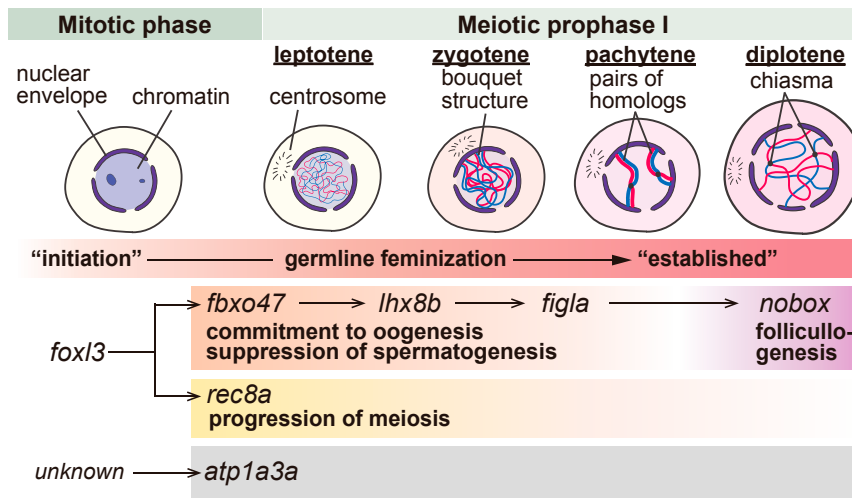 Mitotic phase
Meiotic prophase I
leptotene
zygotene
pachytene
diplotene
nuclear
envelope
chromatin
centrosome
bouquet
structure
pairs of
homologs
chiasma
“initiation”
germline feminization
“established”
foxl3
fbxo47
lhx8b
figla
nobox
commitment to oogenesis
suppression of spermatogenesis
follicullo-
genesis
rec8a
progression of meiosis
unknown
atp1a3a